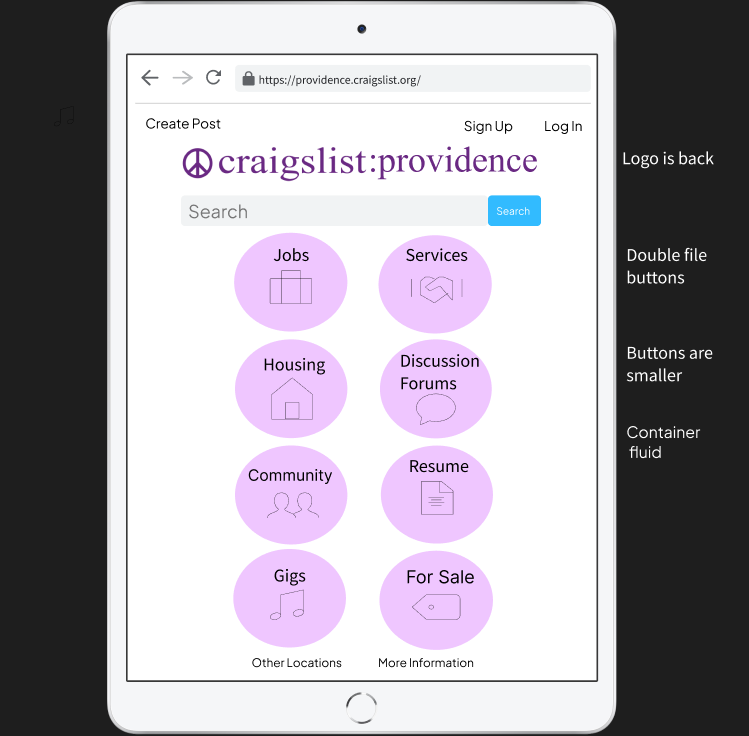 https://providence.craigslist.org/
Create Post
Sign Up
Log In
craigslist:providence
Logo is back
Search
Search
Jobs
Services
Double file
buttons
Housing
Discussion
Forums
Buttons are
smaller
Community
Resume
Container
fluid
Gigs
For Sale
Other Locations
More Information